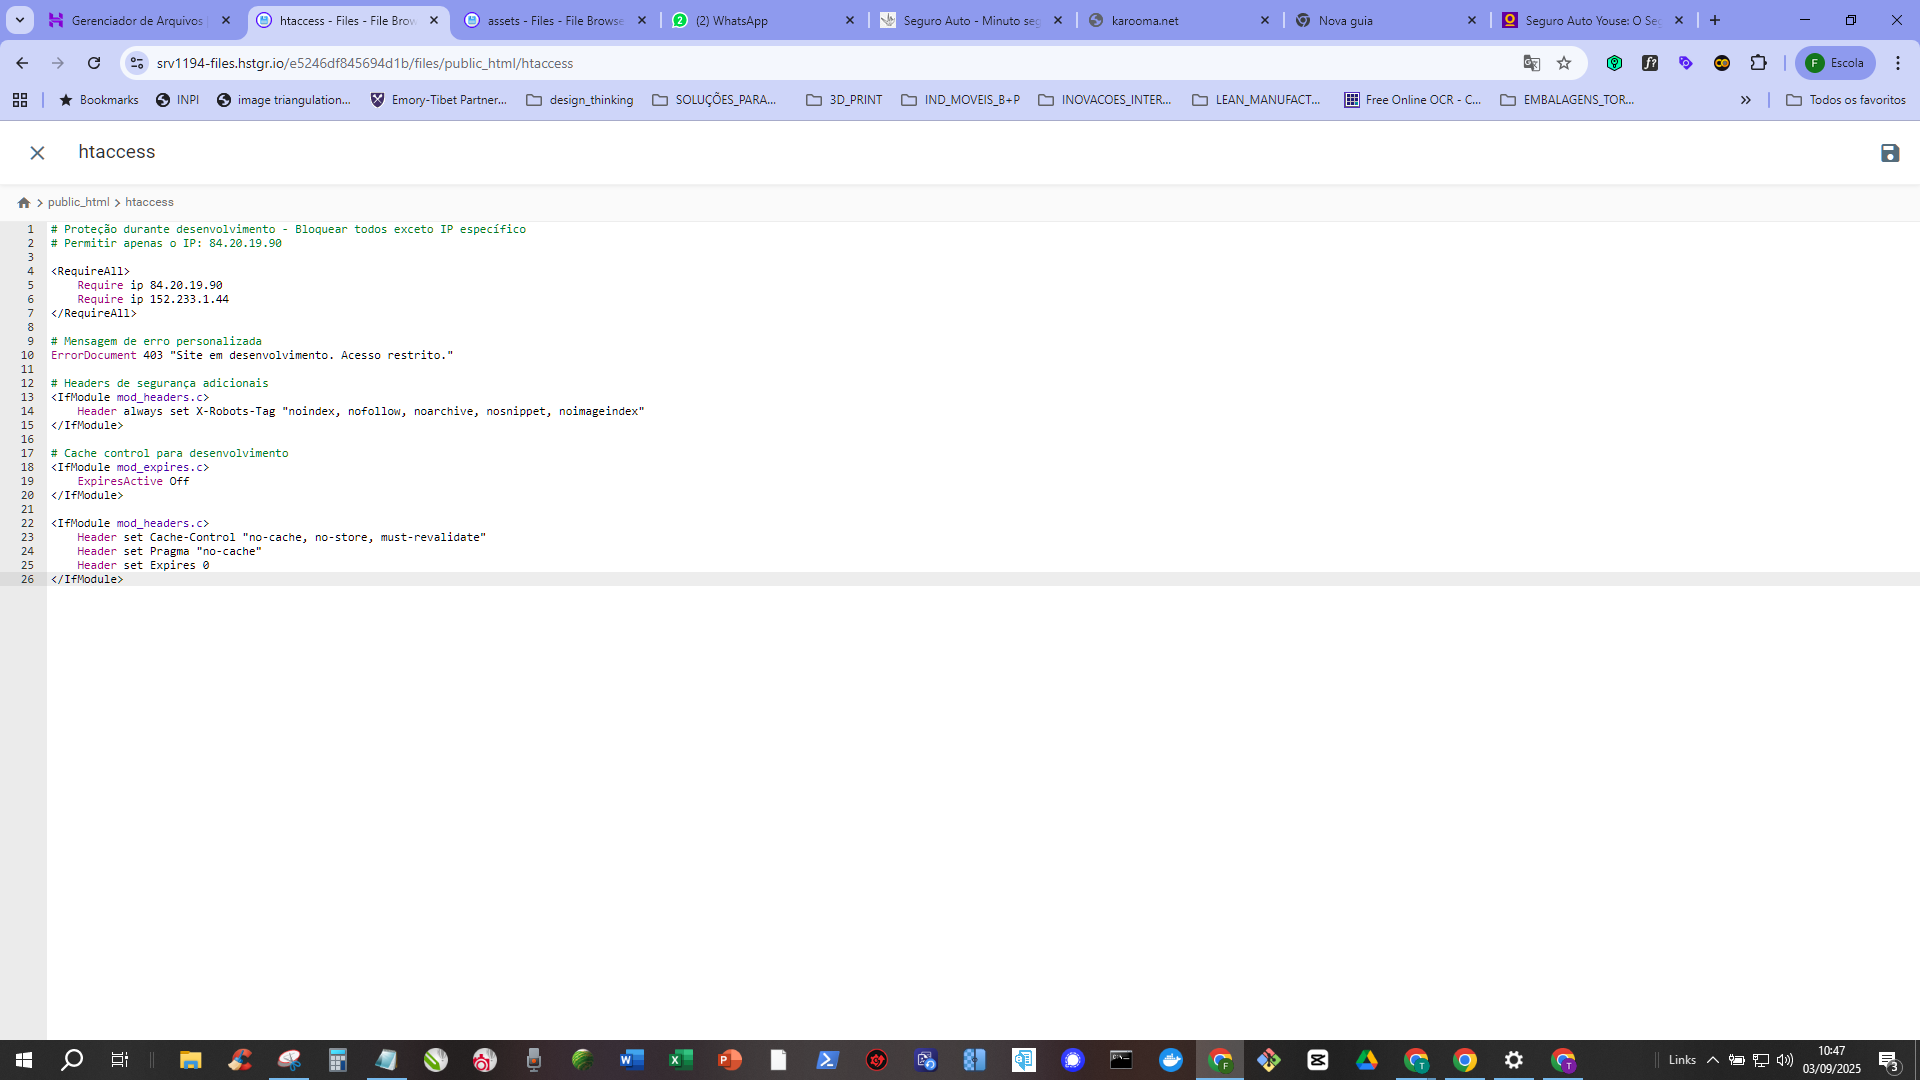 Gerenciador de Arquivos
htaccess - Files - File Brow
assets - Files - File Browse
(2) WhatsApp
Seguro Auto - Minuto seg
karooma.net
Nova guia
Seguro Auto Youse: O Seg
srv1194-files.hstgr.io/e5246df845694d1b/files/public_html/htaccess
F Escola
Bookmarks
INPI
image triangulation...
Emory-Tibet Partner...
design_thinking
SOLUÇÕES_PARA...
3D_PRINT
IND_MOVEIS_B+P
INOVACOES_INTER...
LEAN_MANUFACT...
Free Online OCR - C...
EMBALAGENS_TOR...
Todos os favoritos
htaccess
public_html > htaccess
1 # Proteção durante desenvolvimento - Bloquear todos exceto IP específico
2 # Permitir apenas o IP: 84.20.19.90
3
4 <RequireAll>
5 Require ip 84.20.19.90
6 Require ip 152.233.1.44
7 </RequireAll>
8
9 # Mensagem de erro personalizada
10 ErrorDocument 403 "Site em desenvolvimento. Acesso restrito."
11
12 # Headers de segurança adicionais
13 <IfModule mod_headers.c>
14 Header always set X-Robots-Tag "noindex, nofollow, noarchive, nosnippet, noimageindex"
15 </IfModule>
16
17 # Cache control para desenvolvimento
18 <IfModule mod_expires.c>
19 ExpiresActive Off
20 </IfModule>
21
22 <IfModule mod_headers.c>
23 Header set Cache-Control "no-cache, no-store, must-revalidate"
24 Header set Pragma "no-cache"
25 Header set Expires 0
26 </IfModule>
Links
10:47
03/09/2025
3